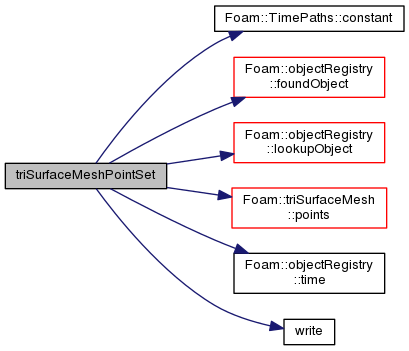 Foam::TimePaths::constant
Foam::objectRegistry
::foundObject
Foam::objectRegistry
::lookupObject
triSurfaceMeshPointSet
Foam::triSurfaceMesh
::points
Foam::objectRegistry
::time
write